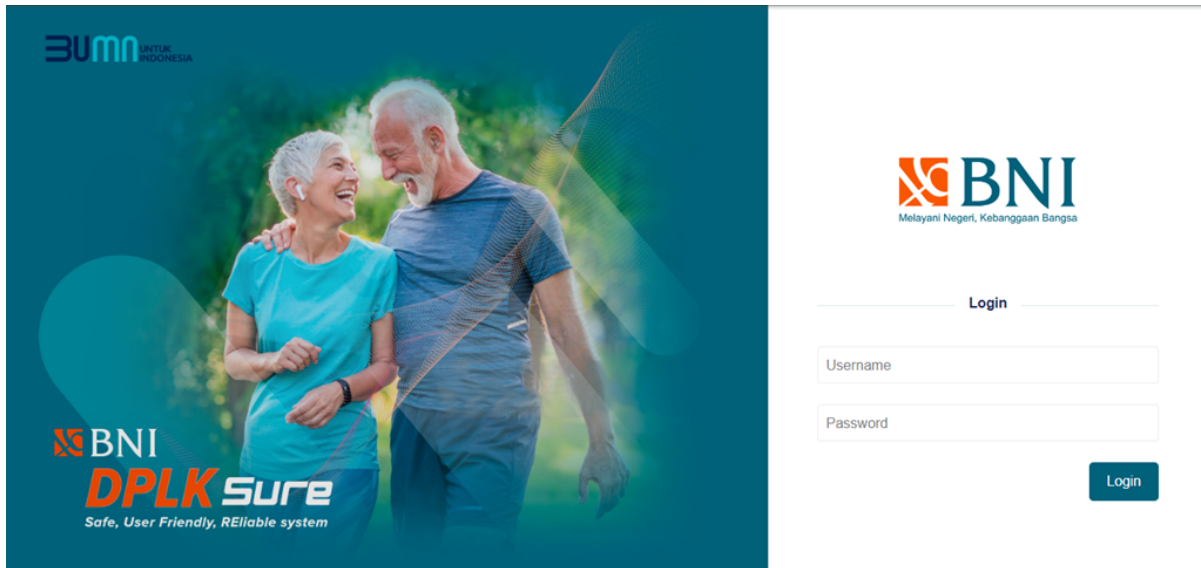 BUMN UNTUK
INDONESIA
BNI
DPLK Sure
Safe, User Friendly, REliable system
BNI
Melayani Negeri, Kebanggaan Bangsa
Login
Username
Password
Login